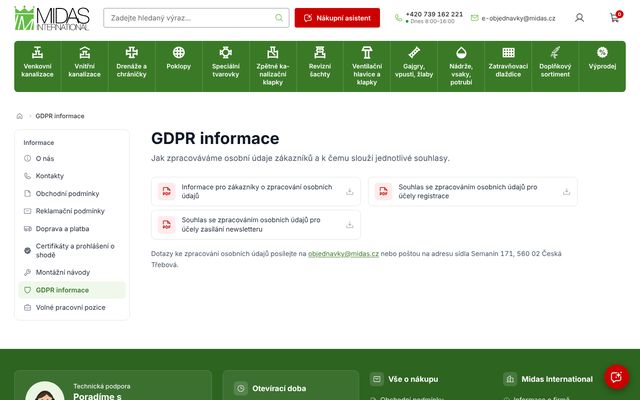 MIDAS
INTERNATIONAL
Zadejte hledaný výraz...
Nákupní asistent
+420 739 162 221
Dnes 8:00–16:00
e-objednavky@midas.cz
0
Venkovní kanalizace
Vnitřní kanalizace
Drenáže a chráničky
Poklopy
Speciální tvarovky
Zpětné ka-
nalizační
klapky
Revizní šachty
Ventilační hlavice a klapky
Gajgry, vpusti, žlaby
Nádrže, vsaky, potrubí
Zatravňovací dlaždice
Doplňkový sortiment
Výprodej
GDPR informace
Informace
O nás
Kontakty
Obchodní podmínky
Reklamační podmínky
Doprava a platba
Certifikáty a prohlášení o
shodě
Montážní návody
GDPR informace
Volné pracovní pozice
GDPR informace
Jak zpracováváme osobní údaje zákazníků a k čemu slouží jednotlivé souhlasy.
PDF
Informace pro zákazníky o zpracování osobních
údajů
PDF
Souhlas se zpracováním osobních údajů pro
účely registrace
PDF
Souhlas se zpracováním osobních údajů pro
účely zasílání newsletteru
Dotazy ke zpracování osobních údajů posílejte na objednavky@midas.cz nebo poštou na adresu sídla Semanín 171, 560 02 Česká
Třebová.
Technická podpora
Poradíme s
Otevírací doba
Vše o nákupu
Obchodní podmínky
Midas International
Informace o firmě